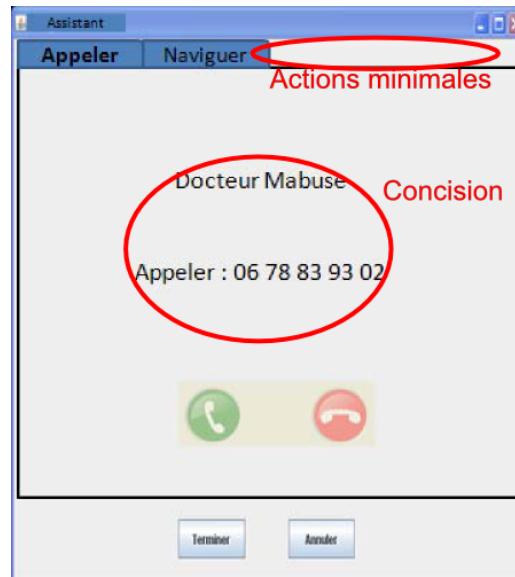 Assistant
Appeler Naviguer
Actions minimales
Docteur Mabuse
Concision
Appeler : 06 78 83 93 02
Terminer Annuler